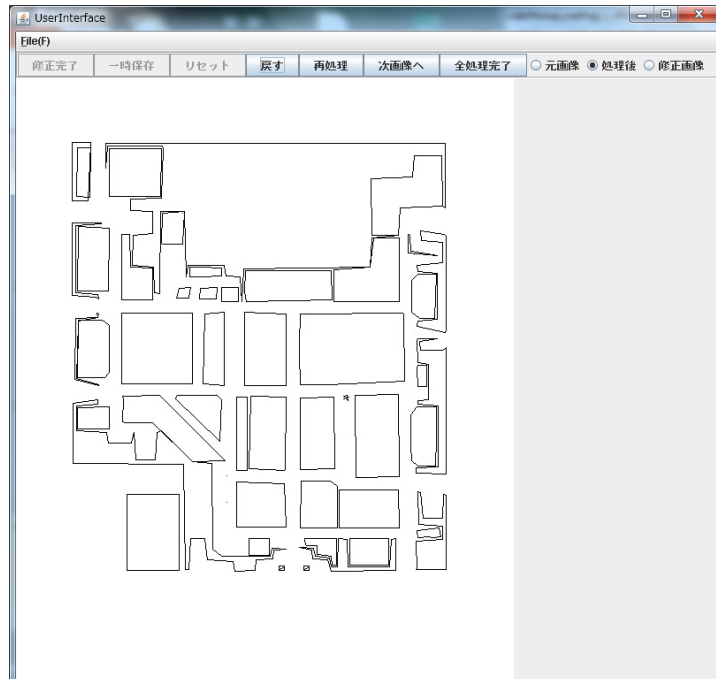 UserInterface
File(F)
修正完了 一時保存 リセット 戻す 再処理 次画像へ 全処理完了 元画像 処理後 修正画像